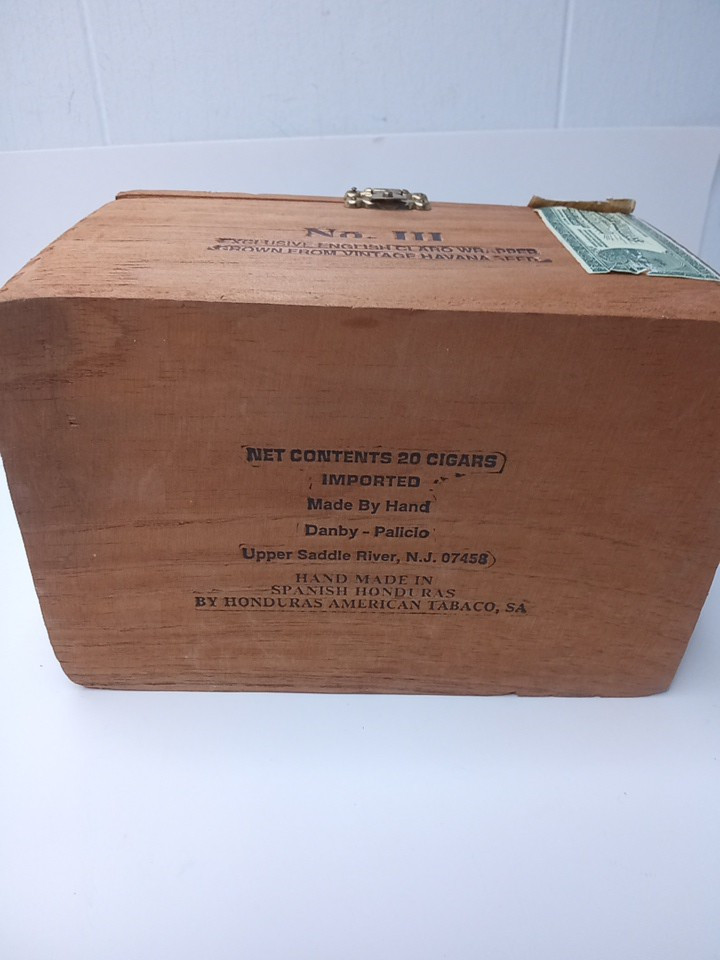 No. III
EXCLUSIVE ENGLISH CLARO WRAPPER
GROWN FROM VINTAGE HAVANA SEED
NET CONTENTS 20 CIGARS
IMPORTED
Made By Hand
Danby - Palicio
Upper Saddle River, N.J. 07458
HAND MADE IN
SPANISH HONDURAS
BY HONDURAS AMERICAN TABACO, SA